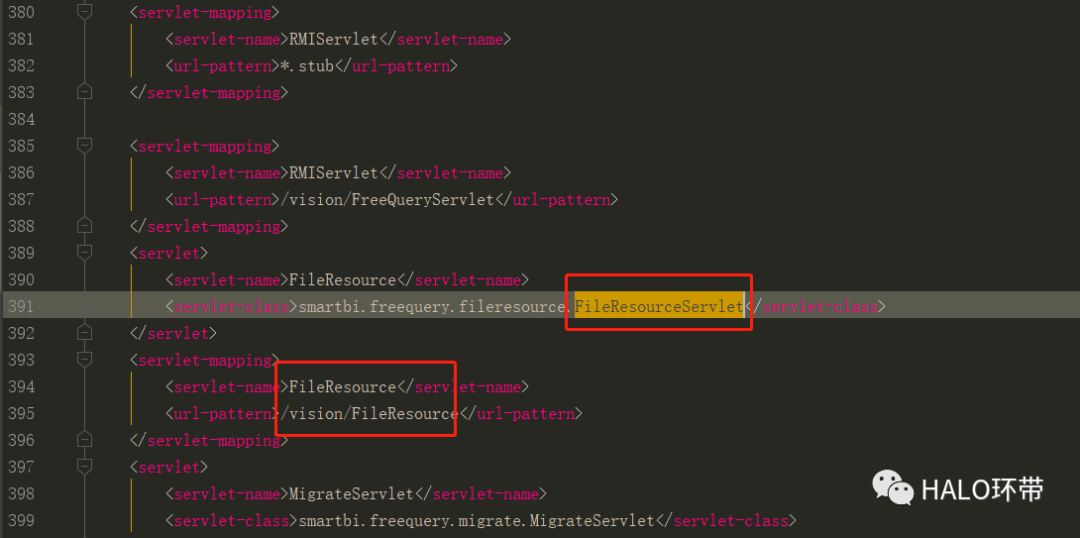 380 <servlet-mapping>
381 <servlet-name>RMIServlet</servlet-name>
382 <url-pattern>*.stub</url-pattern>
383 </servlet-mapping>
384
385 <servlet-mapping>
386 <servlet-name>RMIServlet</servlet-name>
387 <url-pattern>/vision/FreeQueryServlet</url-pattern>
388 </servlet-mapping>
389 <servlet>
390 <servlet-name>FileResource</servlet-name>
391 <servlet-class>smartbi.freequery.fileresource.FileResourceServlet</servlet-class>
392 </servlet>
393 <servlet-mapping>
394 <servlet-name>FileResource</servlet-name>
395 <url-pattern>/vision/FileResource</url-pattern>
396 </servlet-mapping>
397 <servlet>
398 <servlet-name>MigrateServlet</servlet-name>
399 <servlet-class>smartbi.freequery.migrate.MigrateServlet</servlet-class>
HALO环带